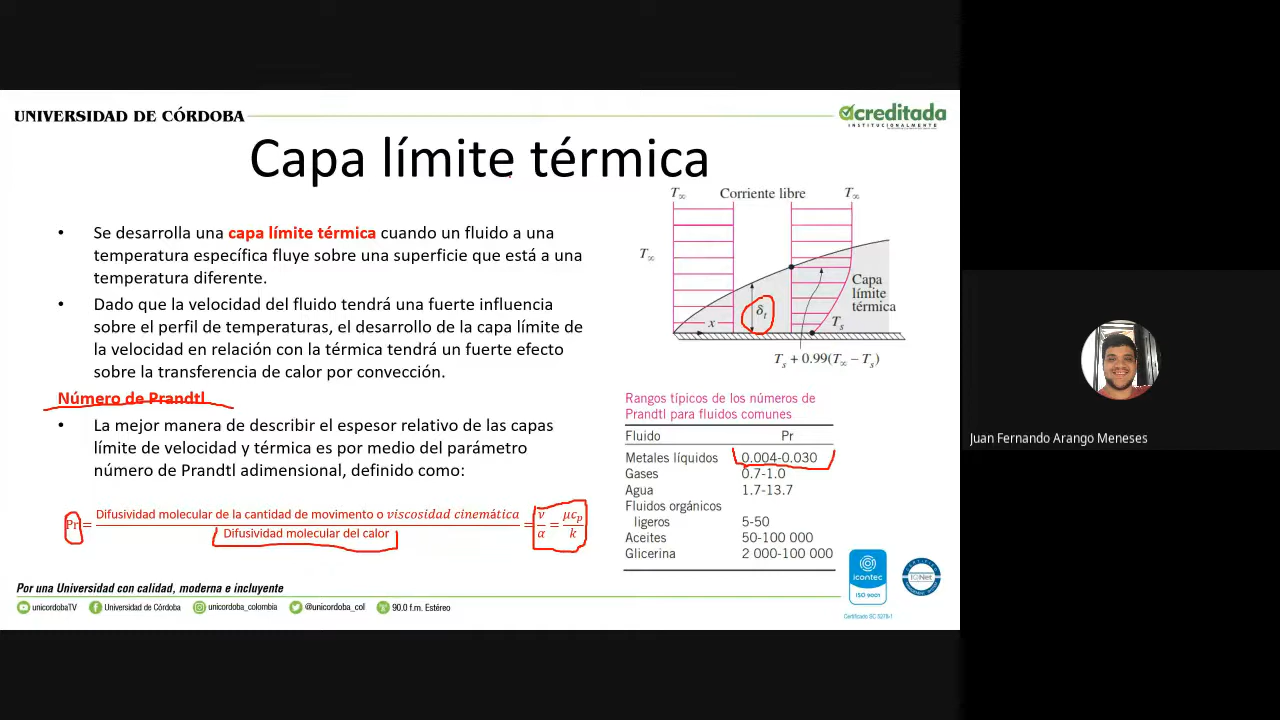 UNIVERSIDAD DE CÓRDOBA
acreditada
INSTITUCIONALMENTE
Capa límite térmica
• Se desarrolla una capa límite térmica cuando un fluido a una
temperatura específica fluye sobre una superficie que está a una
temperatura diferente.
• Dado que la velocidad del fluido tendrá una fuerte influencia
sobre el perfil de temperaturas, el desarrollo de la capa límite de
la velocidad en relación con la térmica tendrá un fuerte efecto
sobre la transferencia de calor por convección.
Número de Prandtl
• La mejor manera de describir el espesor relativo de las capas
límite de velocidad y térmica es por medio del parámetro
número de Prandtl adimensional, definido como:
Pr = Difusividad molecular de la cantidad de movimiento o viscosidad cinemática / Difusividad molecular del calor = ν/α = μcp/k
T∞ Corriente libre T∞
T∞
Capa
límite
térmica
δt
x
Ts
Ts + 0.99(T∞ – Ts)
Rangos típicos de los números de
Prandtl para fluidos comunes
Fluido Pr
Metales líquidos 0.004-0.030
Gases 0.7-1.0
Agua 1.7-13.7
Fluidos orgánicos
ligeros 5-50
Aceites 50-100 000
Glicerina 2 000-100 000
Por una Universidad con calidad, moderna e incluyente
unicordobaTV Universidad de Córdoba unicordoba_colombia @unicordoba_col 90.0 f.m. Estéreo
icontec
ISO 9001
IQNet
Certificado SC 5278-1
Juan Fernando Arango Meneses